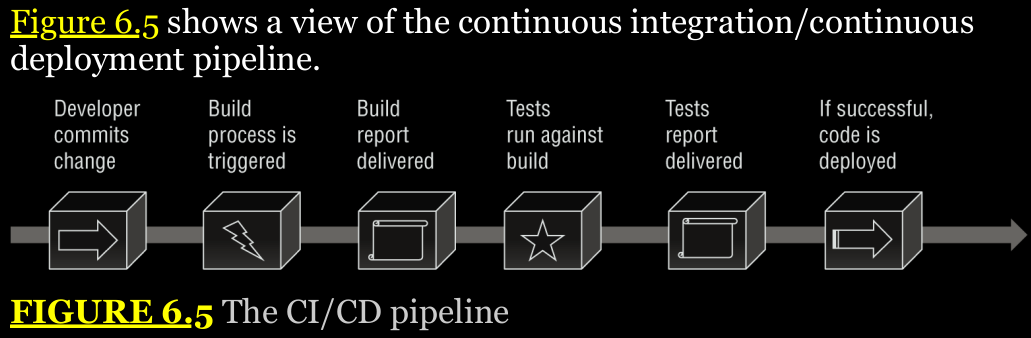 Figure 6.5 shows a view of the continuous integration/continuous
deployment pipeline.
Developer
commits
change
Build
process is
triggered
Build
report
delivered
Tests
run against
build
Tests
report
delivered
If successful,
code is
deployed
FIGURE 6.5 The CI/CD pipeline